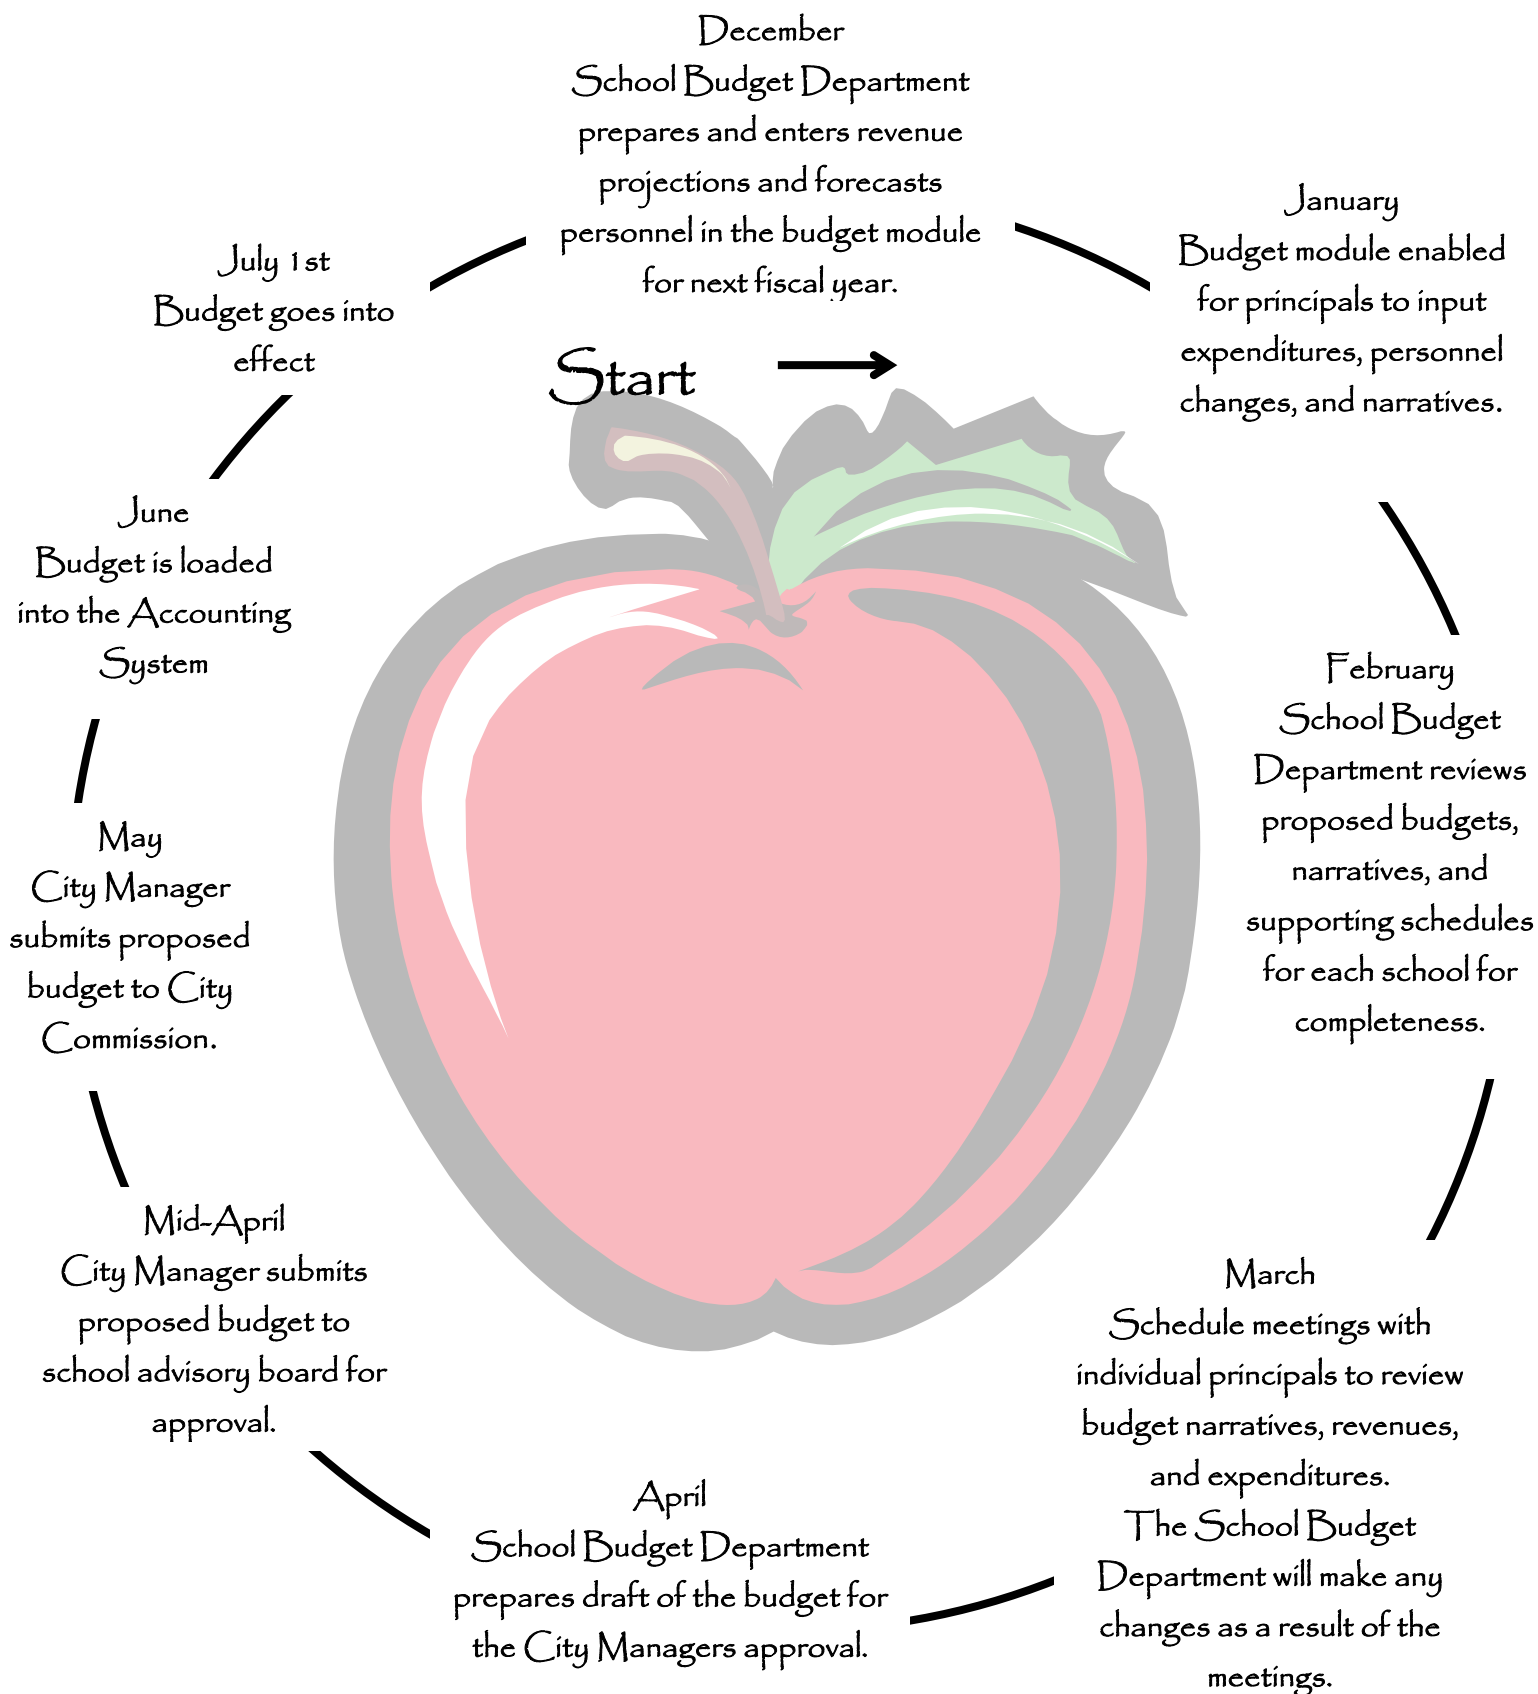 December
School Budget Department
prepares and enters revenue
projections and forecasts
personnel in the budget module
for next fiscal year.
Start
January
Budget module enabled
for principals to input
expenditures, personnel
changes, and narratives.
February
School Budget
Department reviews
proposed budgets,
narratives, and
supporting schedules
for each school for
completeness.
March
Schedule meetings with
individual principals to review
budget narratives, revenues,
and expenditures.
The School Budget
Department will make any
changes as a result of the
meetings.
April
School Budget Department
prepares draft of the budget for
the City Managers approval.
Mid-April
City Manager submits
proposed budget to
school advisory board for
approval.
May
City Manager
submits proposed
budget to City
Commission.
June
Budget is loaded
into the Accounting
System
July 1st
Budget goes into
effect